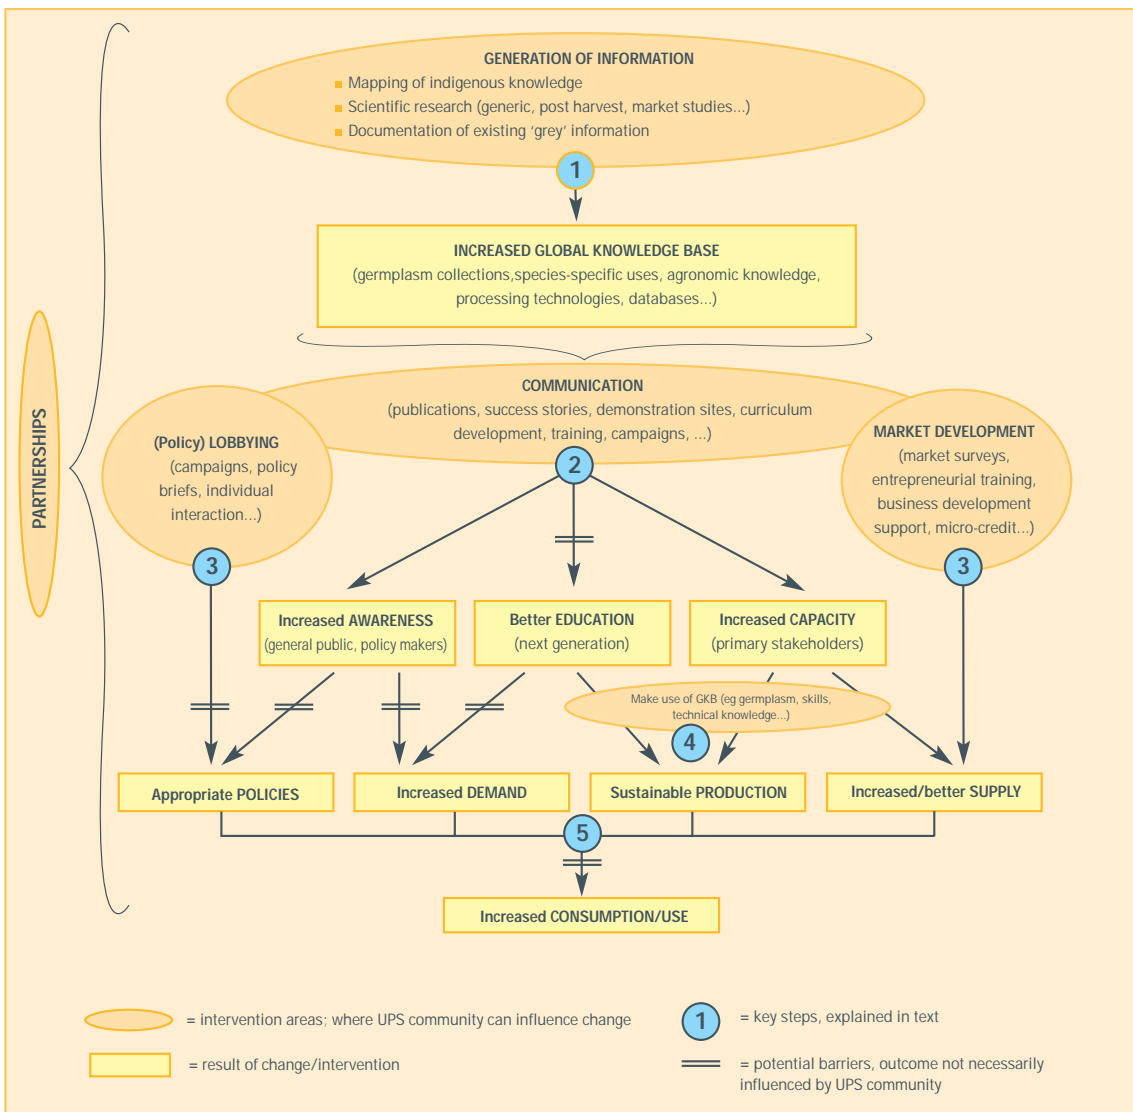 GENERATION OF INFORMATION
Mapping of indigenous knowledge
Scientific research (generic, post harvest, market studies...)
Documentation of existing ‘grey’ information
1
INCREASED GLOBAL KNOWLEDGE BASE
(germplasm collections,species-specific uses, agronomic knowledge,
processing technologies, databases...)
PARTNERSHIPS
COMMUNICATION
(publications, success stories, demonstration sites, curriculum
development, training, campaigns, ...)
2
(Policy) LOBBYING
(campaigns, policy
briefs, individual
interaction...)
3
MARKET DEVELOPMENT
(market surveys,
entrepreneurial training,
business development
support, micro-credit...)
3
Increased AWARENESS
(general public, policy makers)
Better EDUCATION
(next generation)
Increased CAPACITY
(primary stakeholders)
Make use of GKB (eg germplasm, skills,
technical knowledge...)
4
Appropriate POLICIES
Increased DEMAND
Sustainable PRODUCTION
Increased/better SUPPLY
5
Increased CONSUMPTION/USE
= intervention areas; where UPS community can influence change
= result of change/intervention
1
= key steps, explained in text
= potential barriers, outcome not necessarily
influenced by UPS community